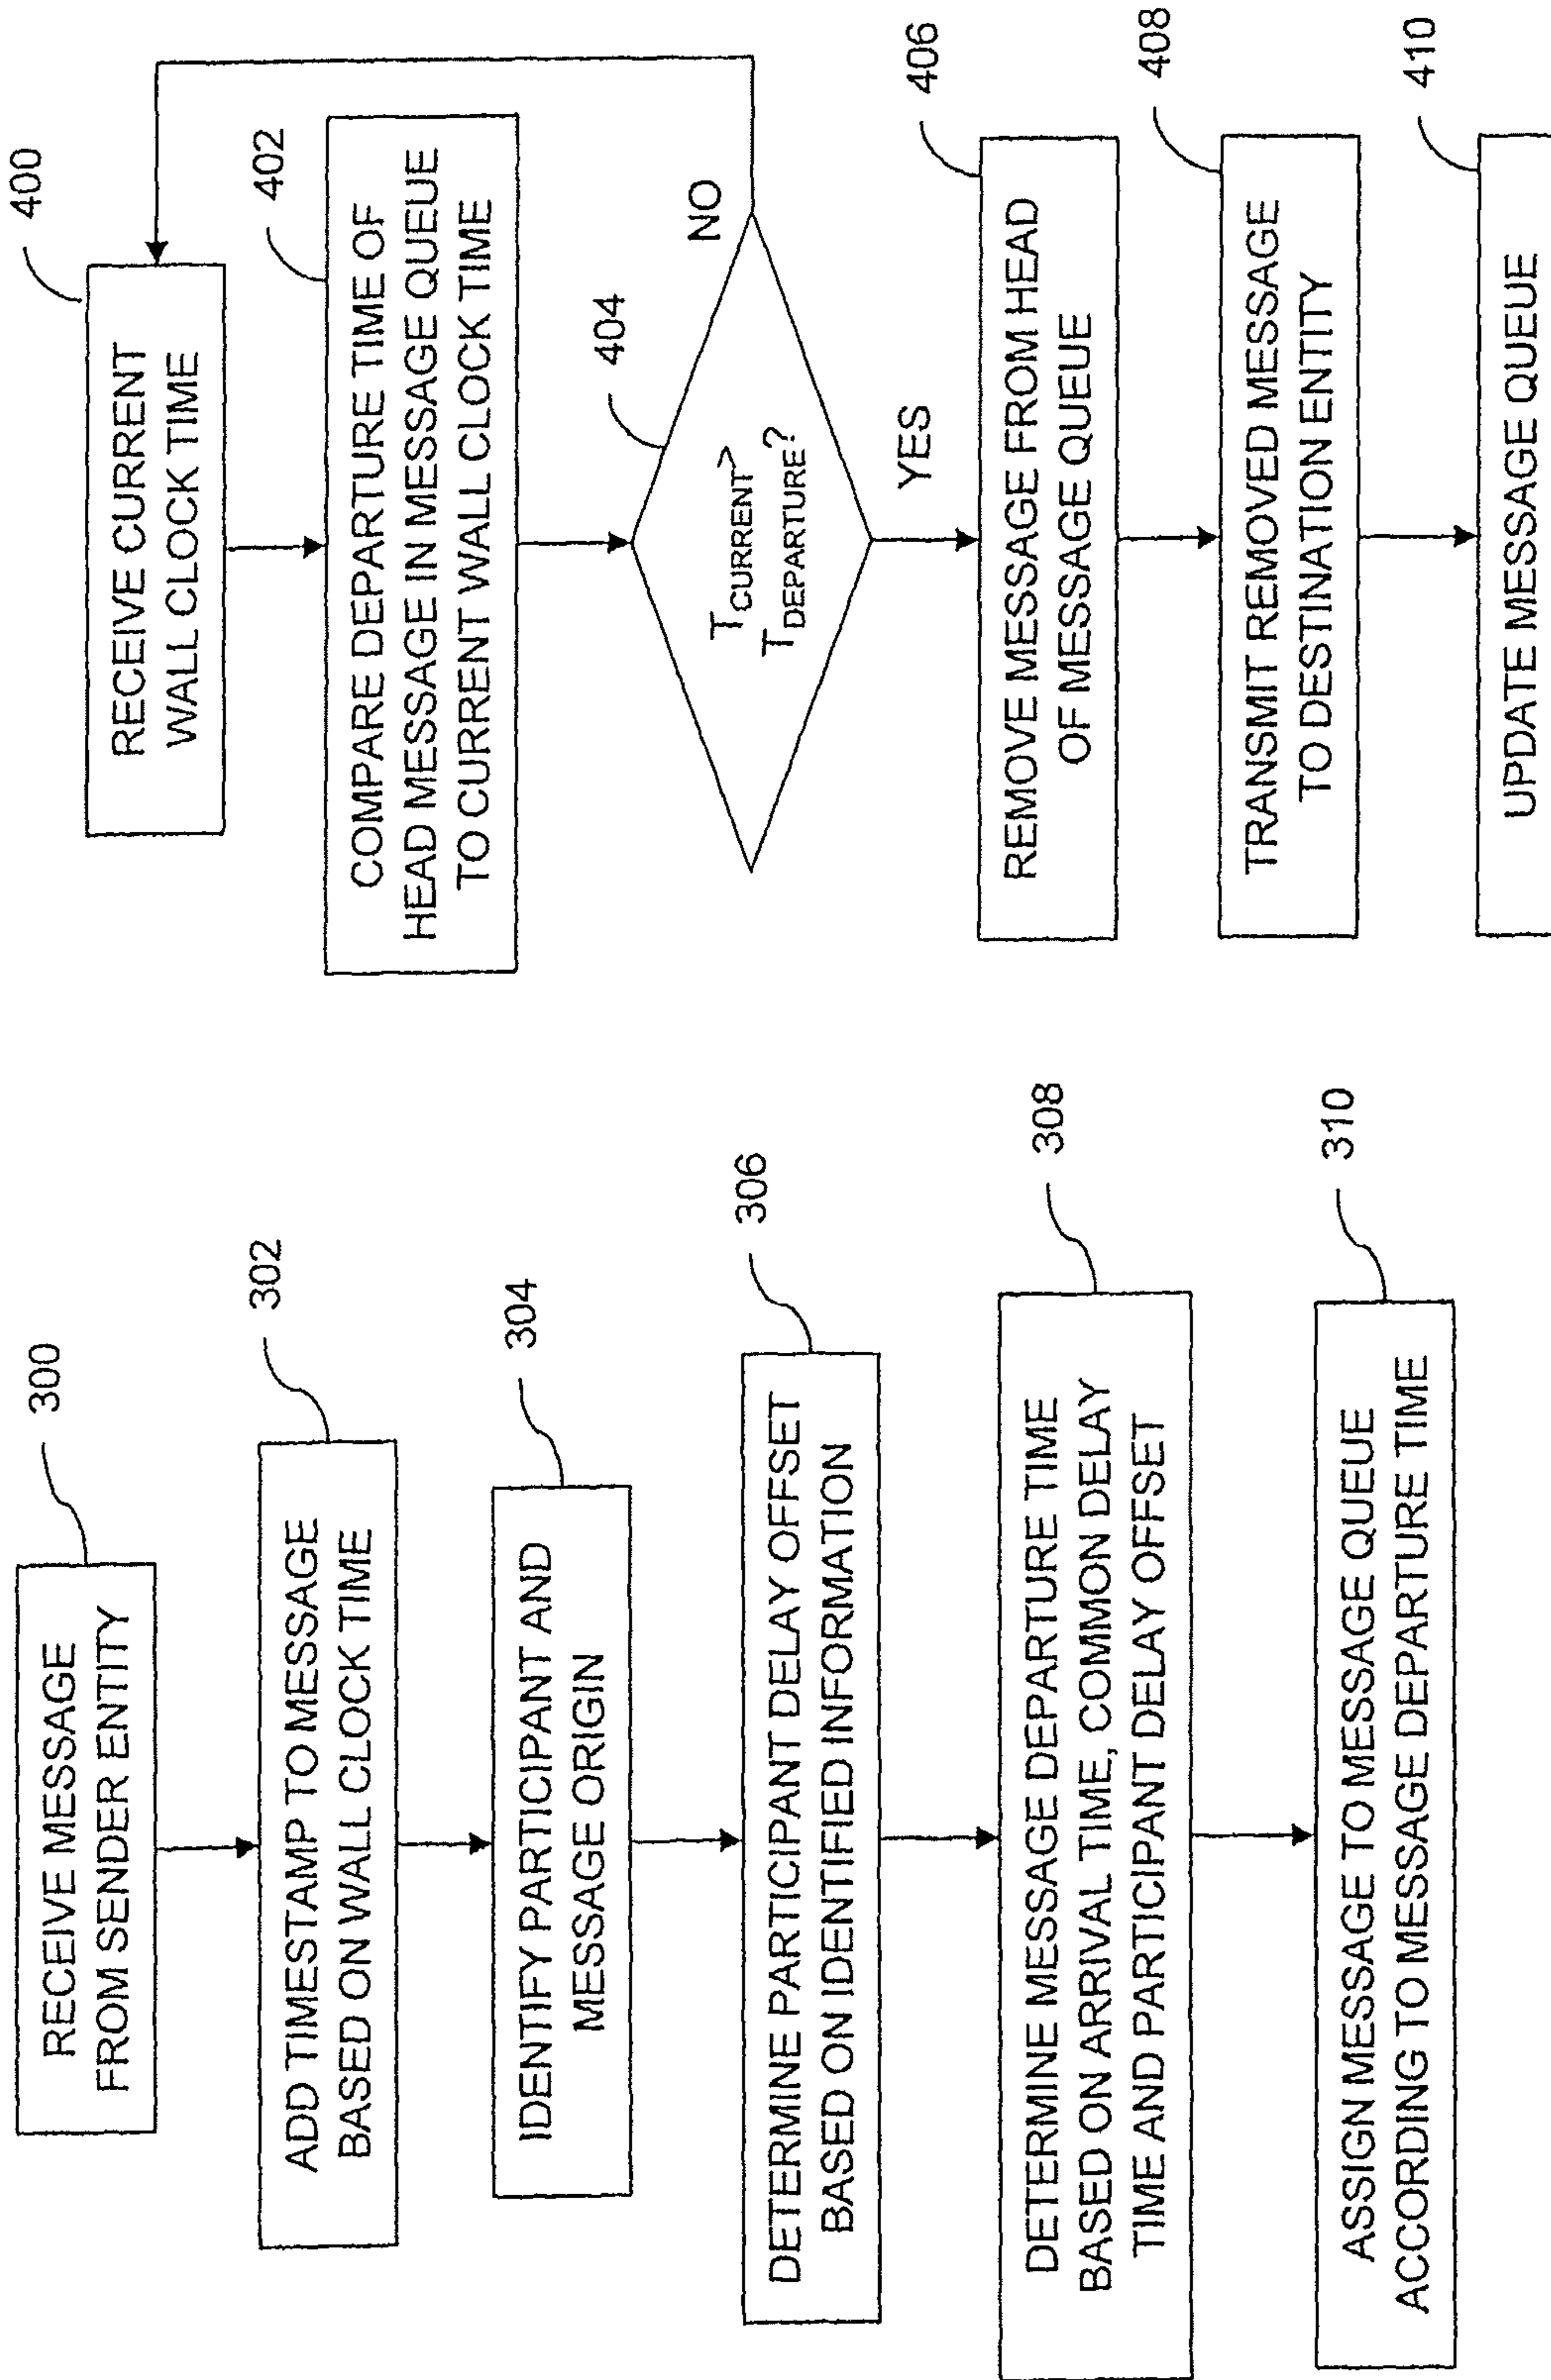 300
RECEIVE MESSAGE
FROM SENDER ENTITY
302
ADD TIMESTAMP TO MESSAGE
BASED ON WALL CLOCK TIME
304
IDENTIFY PARTICIPANT AND
MESSAGE ORIGIN
306
DETERMINE PARTICIPANT DELAY OFFSET
BASED ON IDENTIFIED INFORMATION
308
DETERMINE MESSAGE DEPARTURE TIME
BASED ON ARRIVAL TIME, COMMON DELAY
TIME AND PARTICIPANT DELAY OFFSET
310
ASSIGN MESSAGE TO MESSAGE QUEUE
ACCORDING TO MESSAGE DEPARTURE TIME
400
RECEIVE CURRENT
WALL CLOCK TIME
402
COMPARE DEPARTURE TIME OF
HEAD MESSAGE IN MESSAGE QUEUE
TO CURRENT WALL CLOCK TIME
404
NO
TCURRENT>
TDEPARTURE?
YES
406
REMOVE MESSAGE FROM HEAD
OF MESSAGE QUEUE
408
TRANSMIT REMOVED MESSAGE
TO DESTINATION ENTITY
410
UPDATE MESSAGE QUEUE